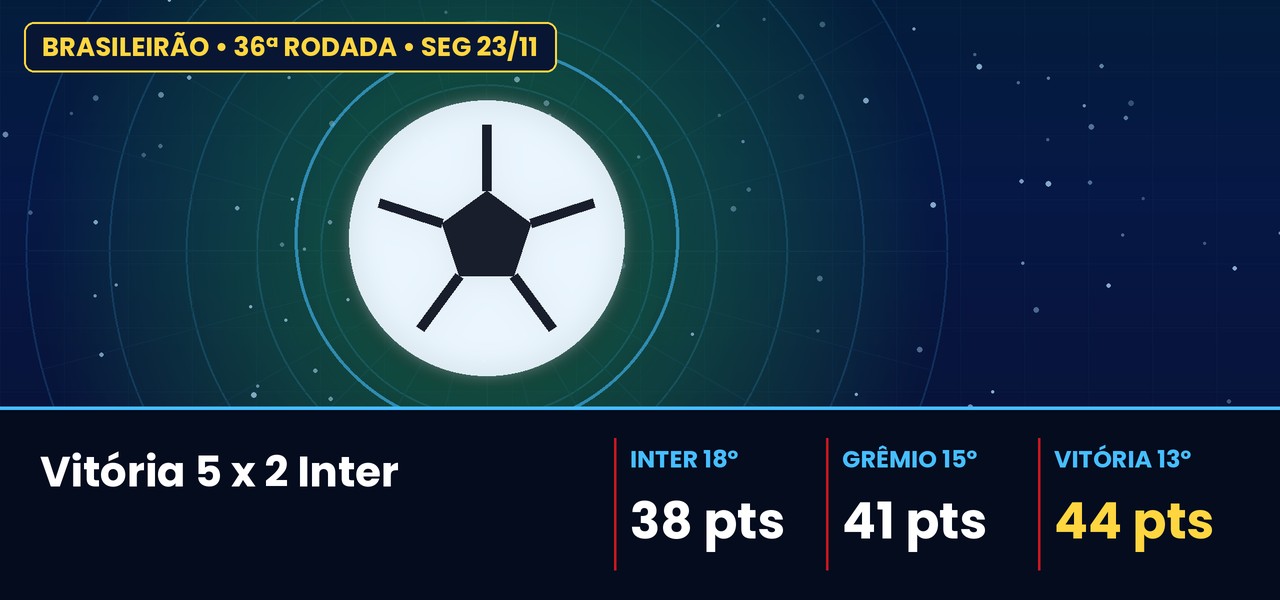 BRASILEIRÃO • 36ª RODADA • SEG 23/11
Vitória 5 x 2 Inter
INTER 18º
38 pts
GRÊMIO 15º
41 pts
VITÓRIA 13º
44 pts